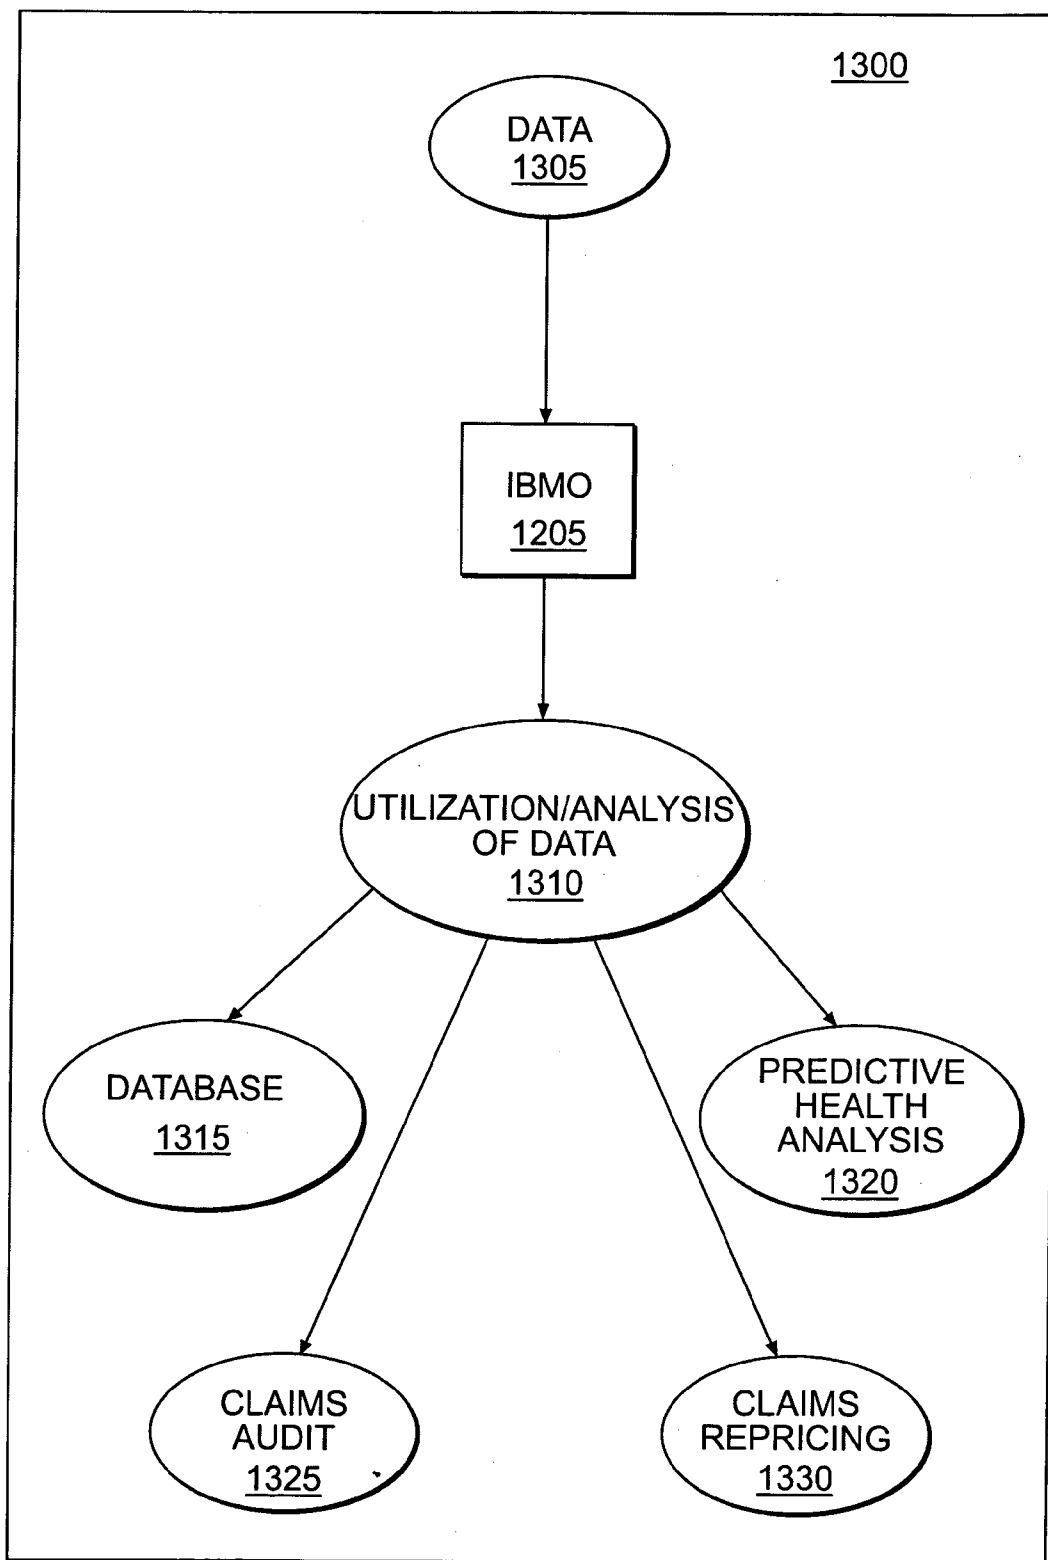 1300
DATA
1305
IBMO
1205
UTILIZATION/ANALYSIS
OF DATA
1310
DATABASE
1315
PREDICTIVE
HEALTH
ANALYSIS
1320
CLAIMS
AUDIT
1325
CLAIMS
REPRICING
1330